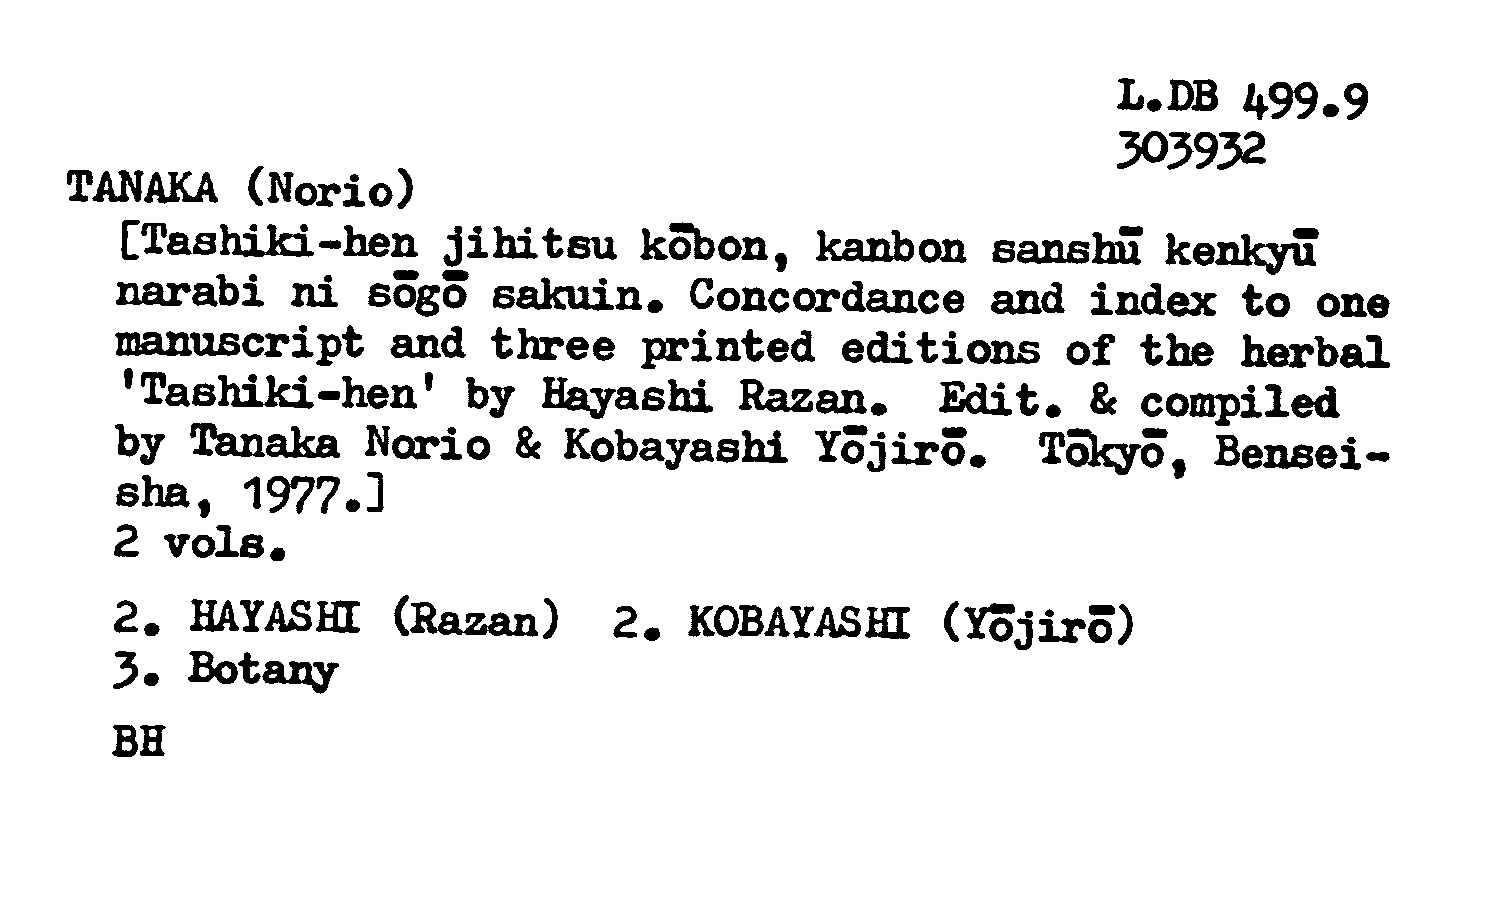 L.DB 499.9
303932
TANAKA (Norio)
[Tashiki-hen jihitsu kōbon, kanbon sanshū kenkyū
narabi ni sōgō sakuin. Concordance and index to one
manuscript and three printed editions of the herbal
'Tashiki-hen' by Hayashi Razan. Edit. & compiled
by Tanaka Norio & Kobayashi Yōjirō. Tōkyō, Bensei-
sha, 1977.]
2 vols.
2. HAYASHI (Razan) 2. KOBAYASHI (Yōjirō)
3. Botany
BH